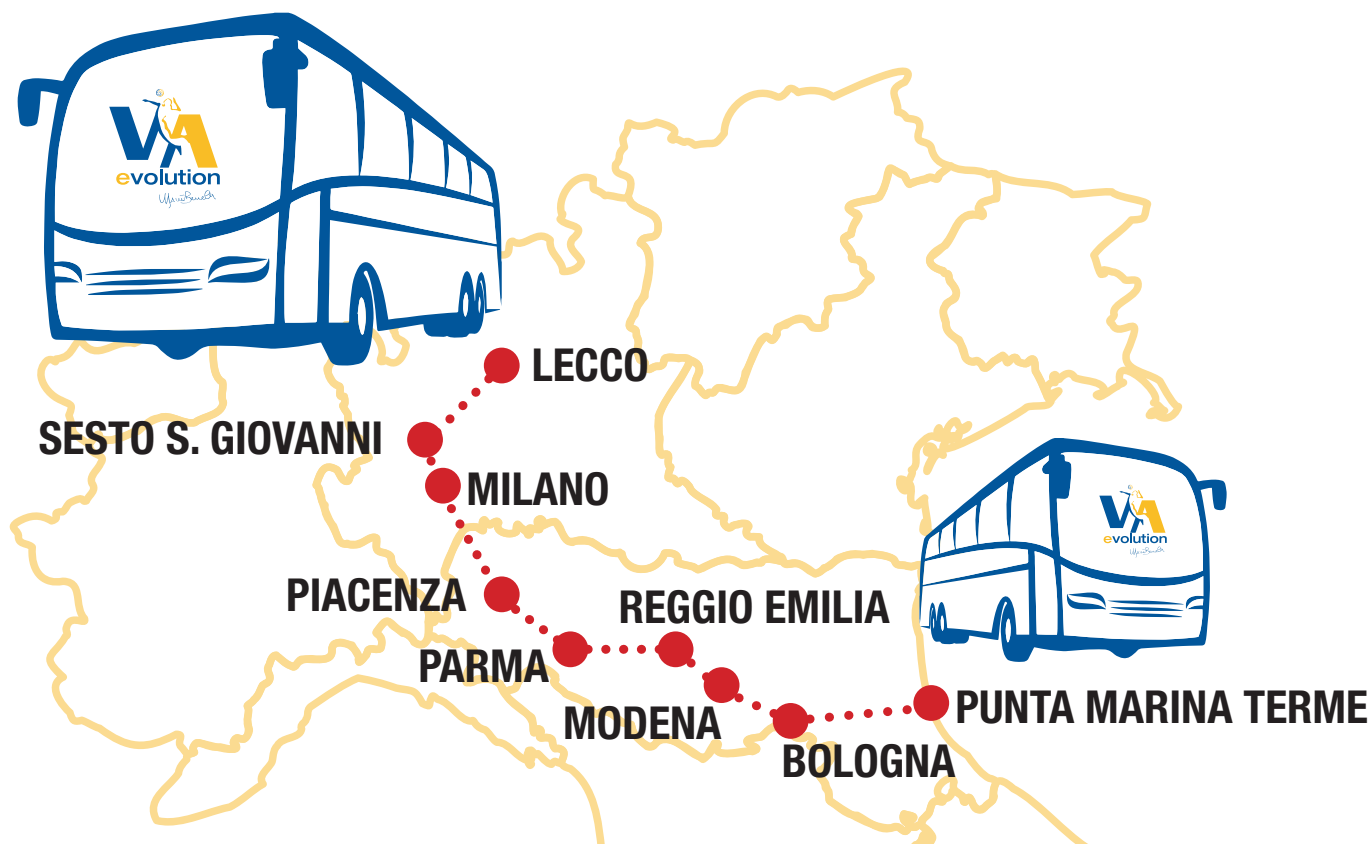 VA
evolution
LECCO
SESTO S. GIOVANNI
MILANO
PIACENZA
REGGIO EMILIA
PARMA
MODENA
BOLOGNA
PUNTA MARINA TERME
VA
evolution